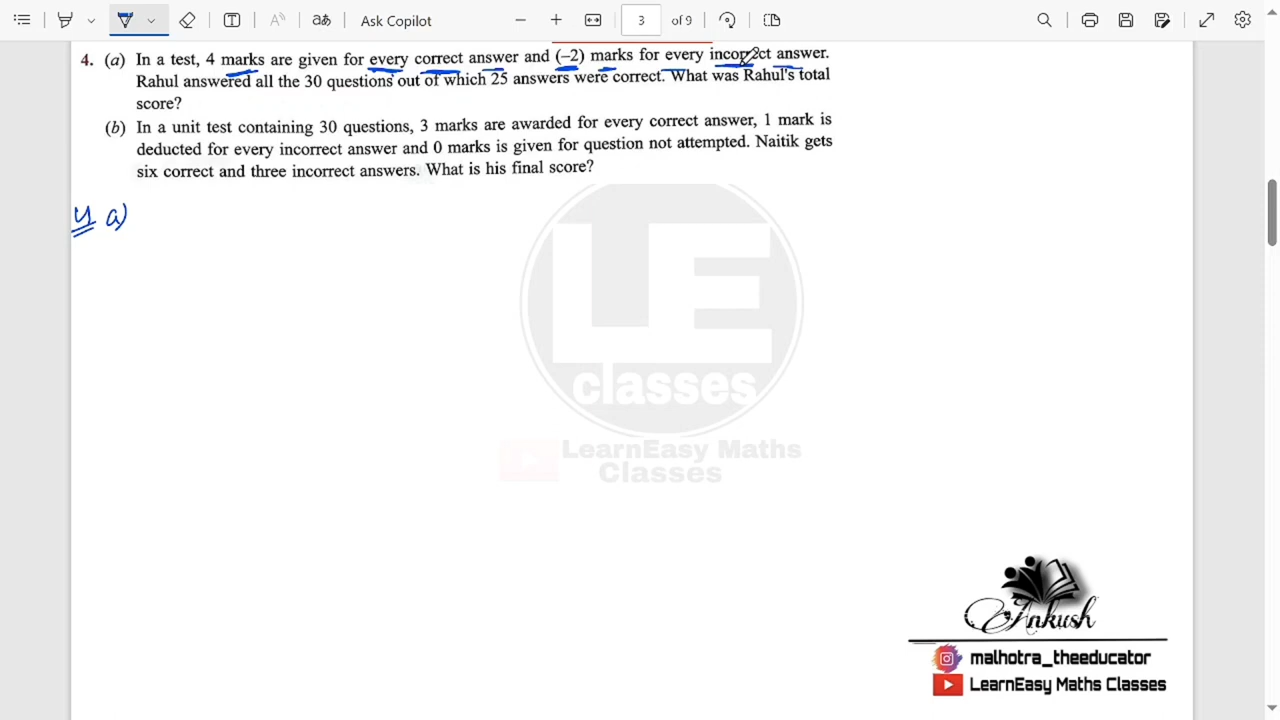 Ask Copilot
3 of 9
4. (a) In a test, 4 marks are given for every correct answer and (–2) marks for every incorrect answer.
Rahul answered all the 30 questions out of which 25 answers were correct. What was Rahul's total
score?
(b) In a unit test containing 30 questions, 3 marks are awarded for every correct answer, 1 mark is
deducted for every incorrect answer and 0 marks is given for question not attempted. Naitik gets
six correct and three incorrect answers. What is his final score?
4 a)
LE
classes
LearnEasy Maths
Classes
Ankush
malhotra_theeducator
LearnEasy Maths Classes